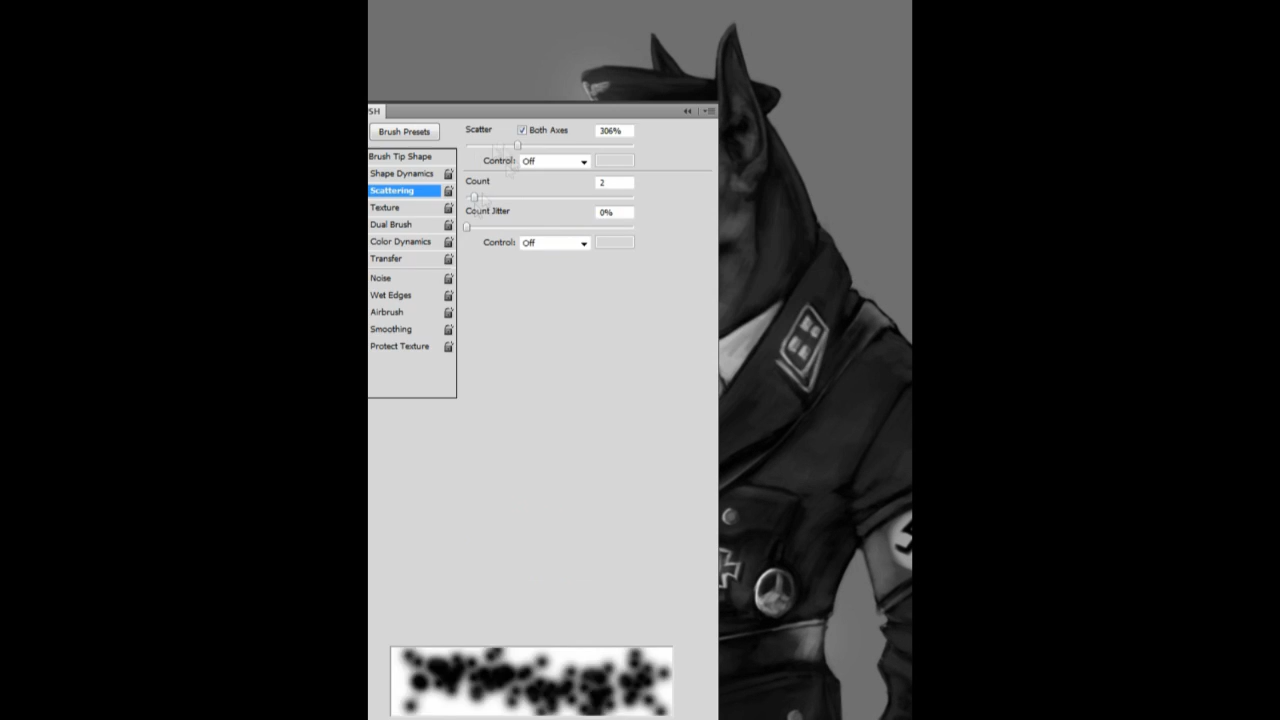 SH
Brush Presets
Scatter
Both Axes
306%
Brush Tip Shape
Control: Off
Shape Dynamics
Count
2
Scattering
Texture
Count Jitter
0%
Dual Brush
Color Dynamics
Control: Off
Transfer
Noise
Wet Edges
Airbrush
Smoothing
Protect Texture